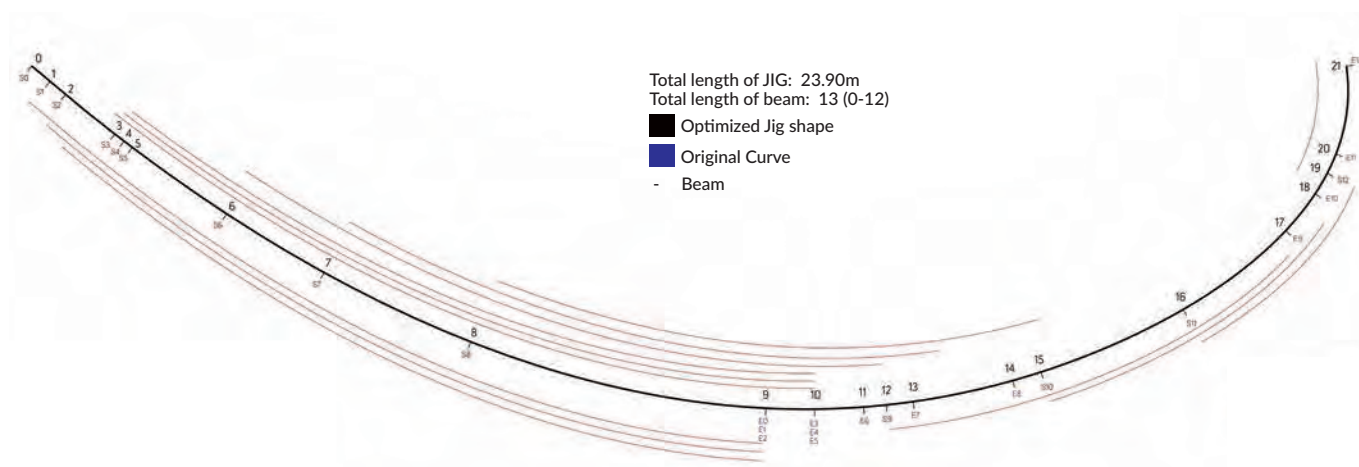 Total length of JIG: 23.90m
Total length of beam: 13 (0-12)
Optimized Jig shape
Original Curve
- Beam
0
S0
1
S1
2
S2
3
S3
4
S4
5
S5
6
S6
7
S7
8
S8
9
E0
E1
E2
10
E3
E4
E5
11
E6
12
S9
13
E7
14
E8
15
S10
16
S11
17
E9
18
E10
19
S12
20
E11
21